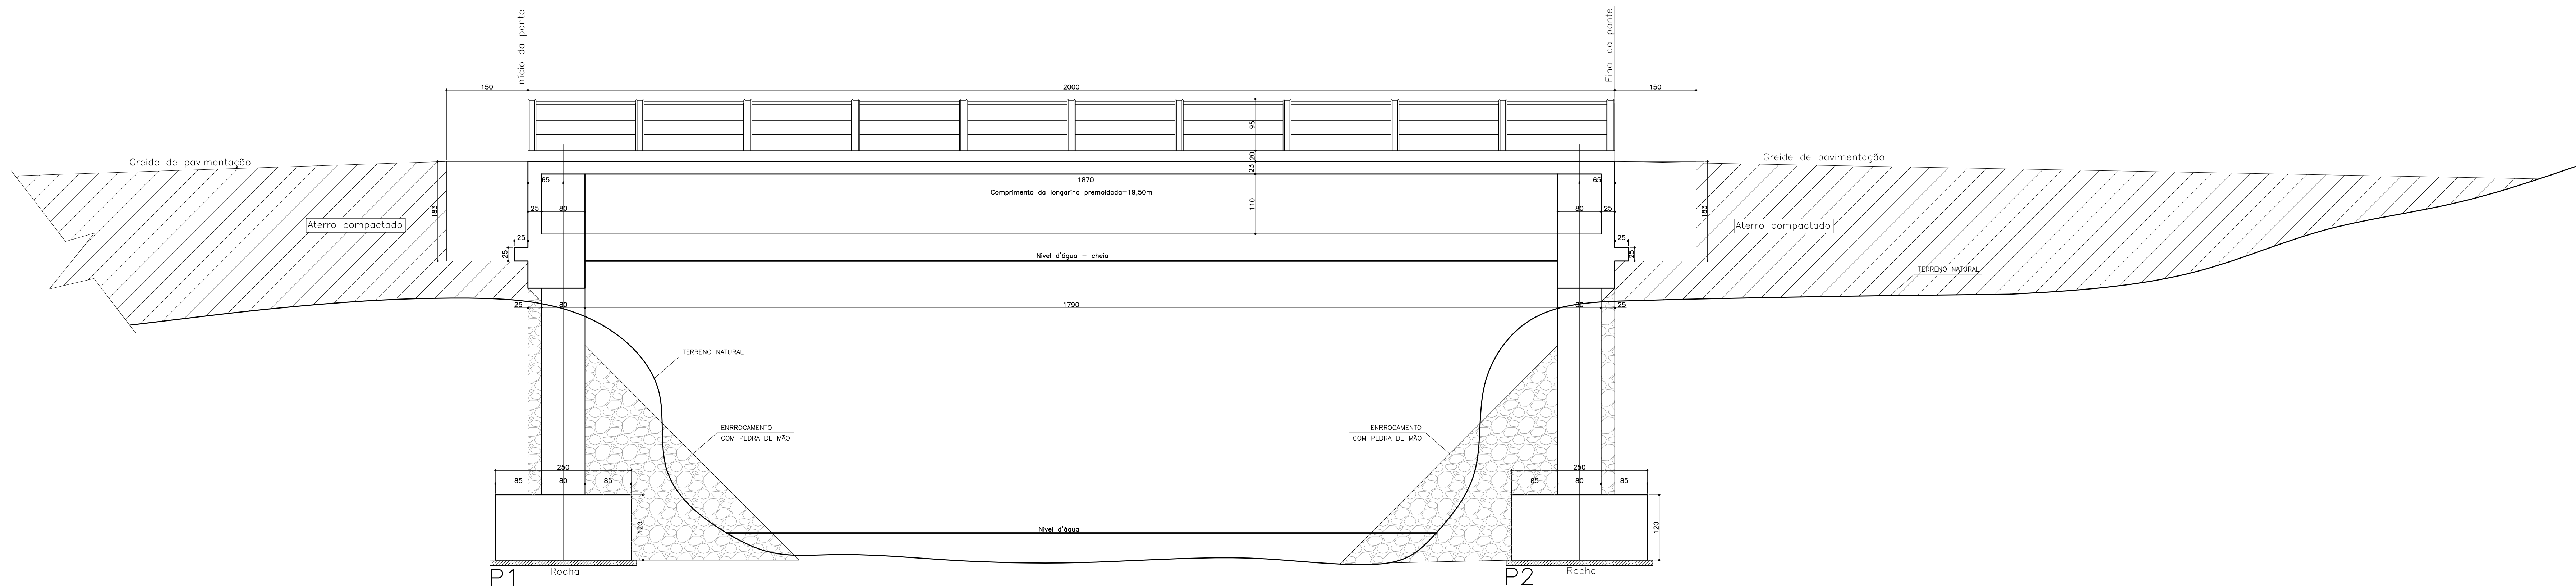 Início da ponte
Final da ponte
150
2000
150
95
20
23
110
Greide de pavimentação
Greide de pavimentação
65
1870
65
Comprimento da longarina premoldada=19,50m
183
25
80
80
25
183
Aterro compactado
Aterro compactado
25
25
25
25
Nivel d'água - cheia
TERRENO NATURAL
25
80
1790
80
25
TERRENO NATURAL
ENRROCAMENTO
COM PEDRA DE MÃO
ENRROCAMENTO
COM PEDRA DE MÃO
250
250
85
80
85
85
80
85
120
120
Nivel d'água
Rocha
Rocha
P1
P2